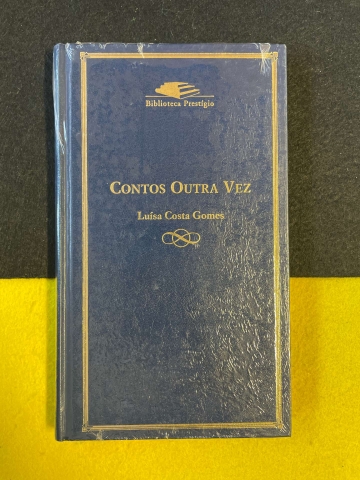 Biblioteca Prestígio
CONTOS OUTRA VEZ
Luísa Costa Gomes